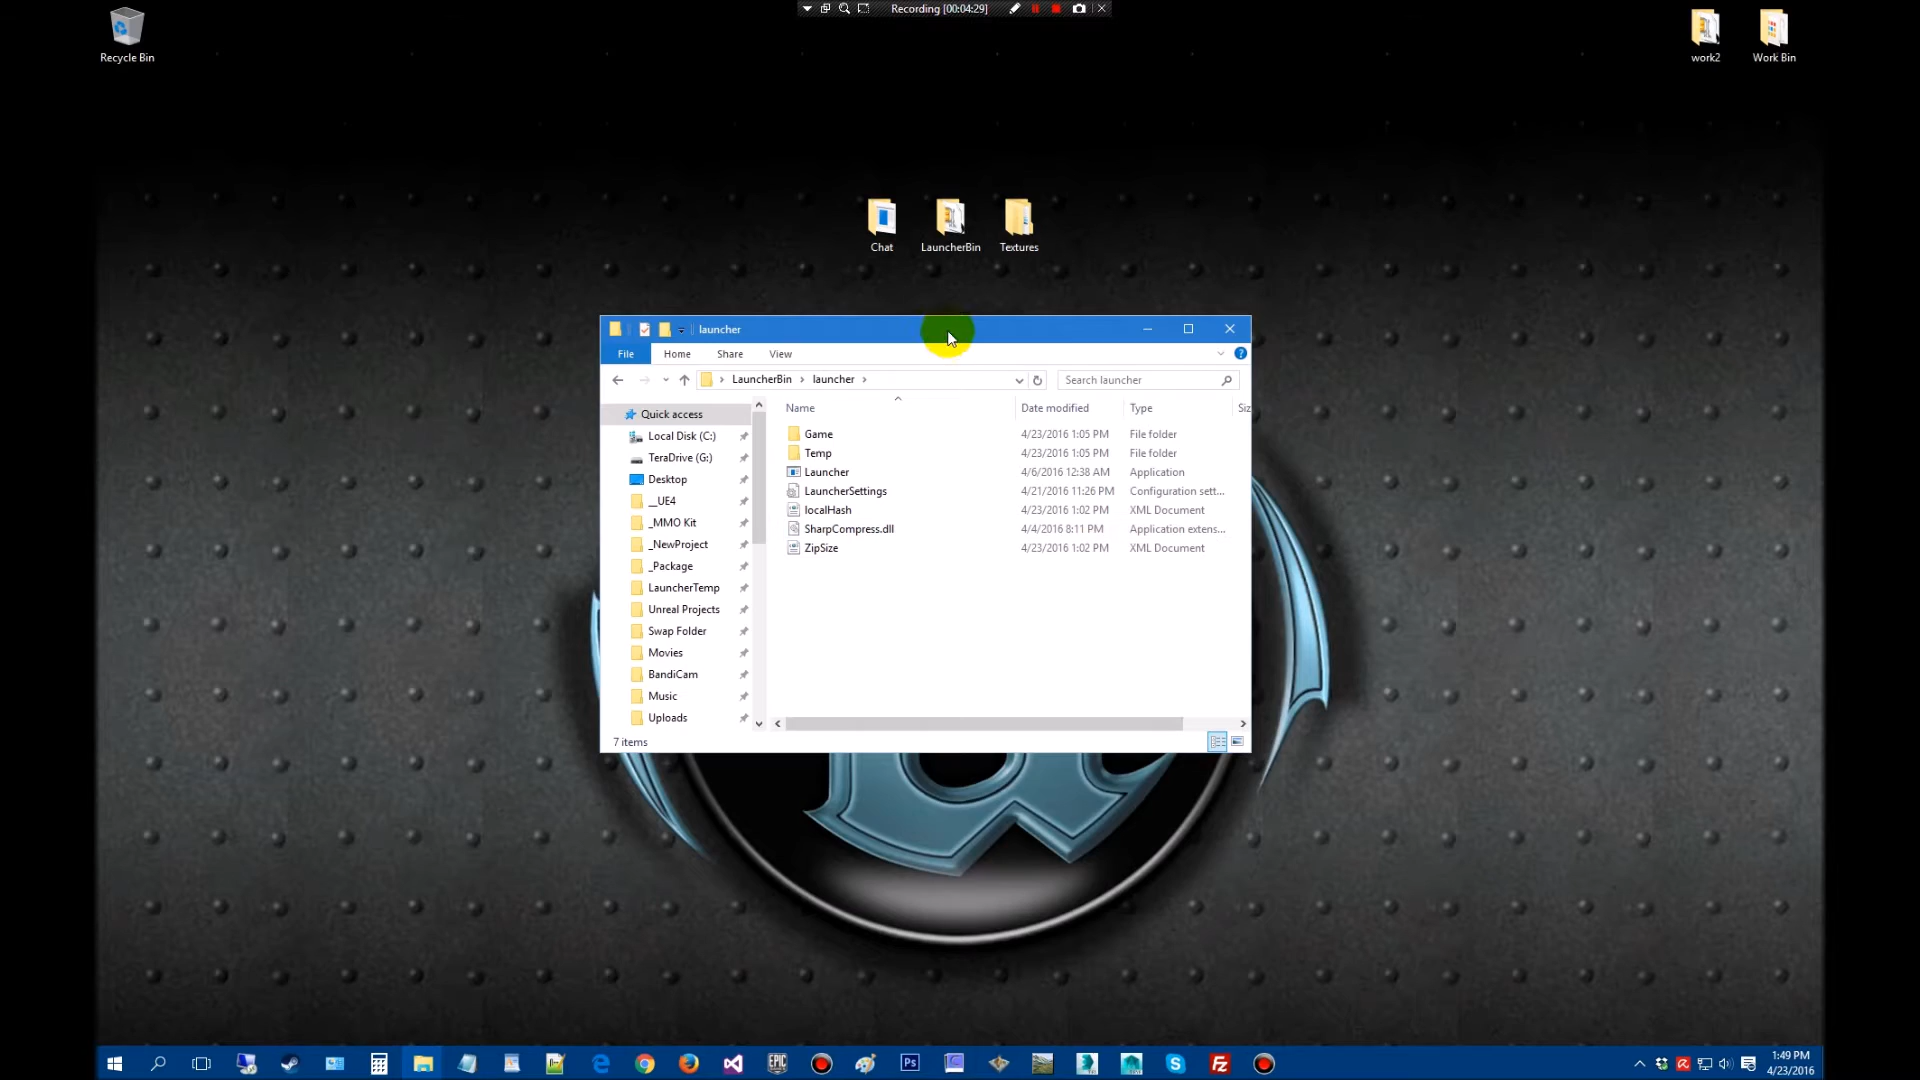 Recording [00:04:29]
Recycle Bin
work2
Work Bin
Chat
LauncherBin
Textures
launcher
File
Home
Share
View
LauncherBin
launcher
Search launcher
Name
Date modified
Type
Siz
Quick access
Local Disk (C:)
TeraDrive (G:)
Desktop
__UE4
_MMO Kit
_NewProject
_Package
LauncherTemp
Unreal Projects
Swap Folder
Movies
BandiCam
Music
Uploads
Game 4/23/2016 1:05 PM File folder
Temp 4/23/2016 1:05 PM File folder
Launcher 4/6/2016 12:38 AM Application
LauncherSettings 4/21/2016 11:26 PM Configuration sett...
localHash 4/23/2016 1:02 PM XML Document
SharpCompress.dll 4/4/2016 8:11 PM Application extens...
ZipSize 4/23/2016 1:02 PM XML Document
7 items
EPIC
Ps
Fz
1:49 PM
4/23/2016